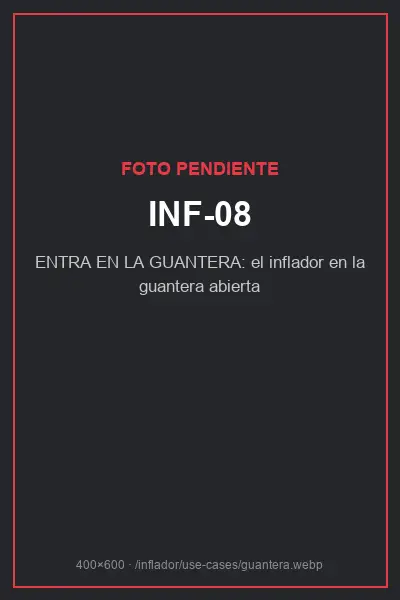 FOTO PENDIENTE
INF-08
ENTRA EN LA GUANTERA: el inflador en la
guantera abierta
400×600 · /inflador/use-cases/guantera.webp